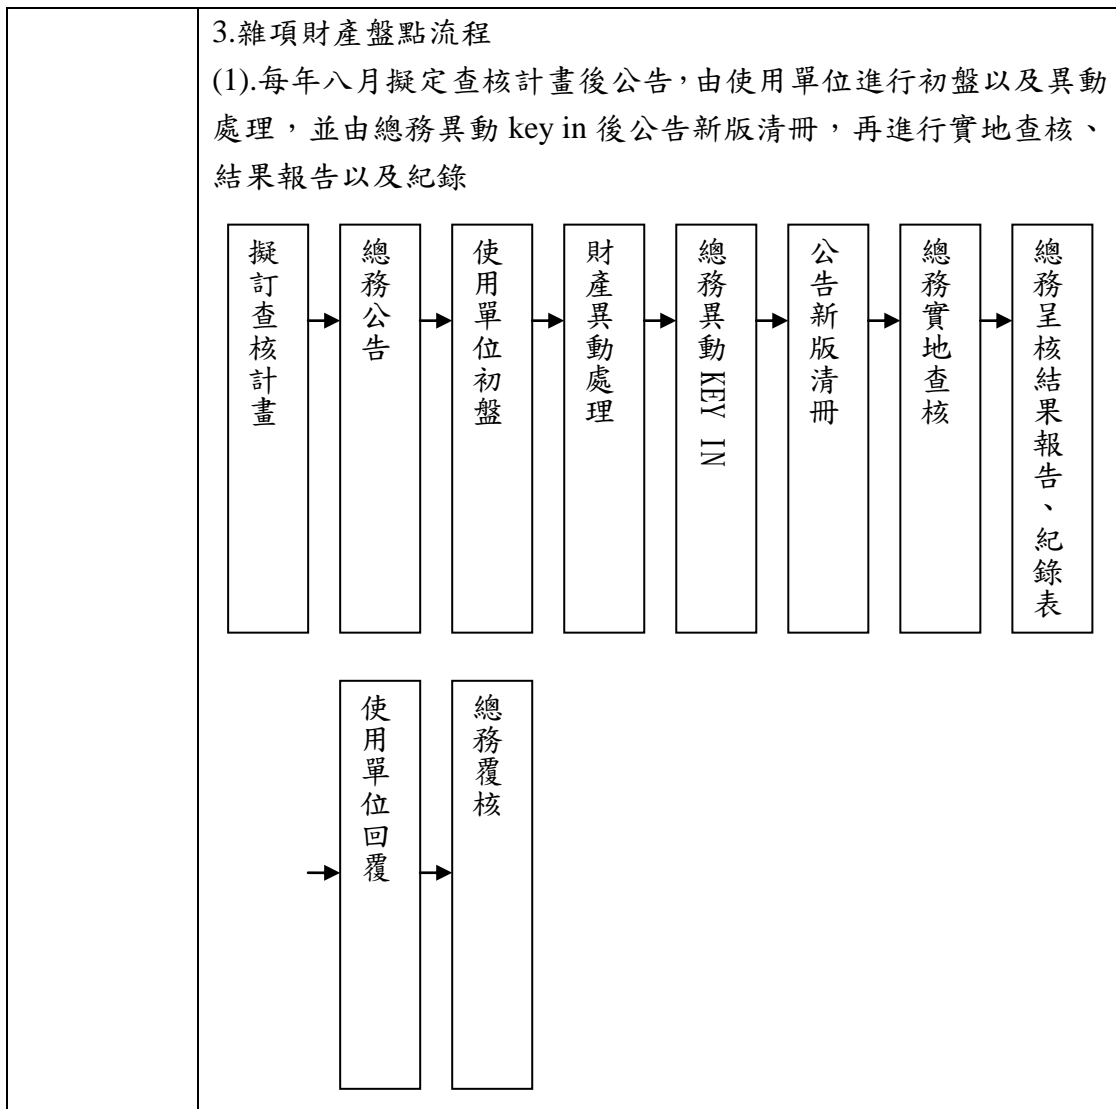 3.雜項財產盤點流程
(1).每年八月擬定查核計畫後公告，由使用單位進行初盤以及異動
處理，並由總務異動 key in 後公告新版清冊，再進行實地查核、
結果報告以及紀錄
擬訂查核計畫
總務公告
使用單位初盤
財產異動處理
總務異動 KEY IN
公告新版清冊
總務實地查核
總務呈核結果報告、紀錄表
使用單位回覆
總務覆核